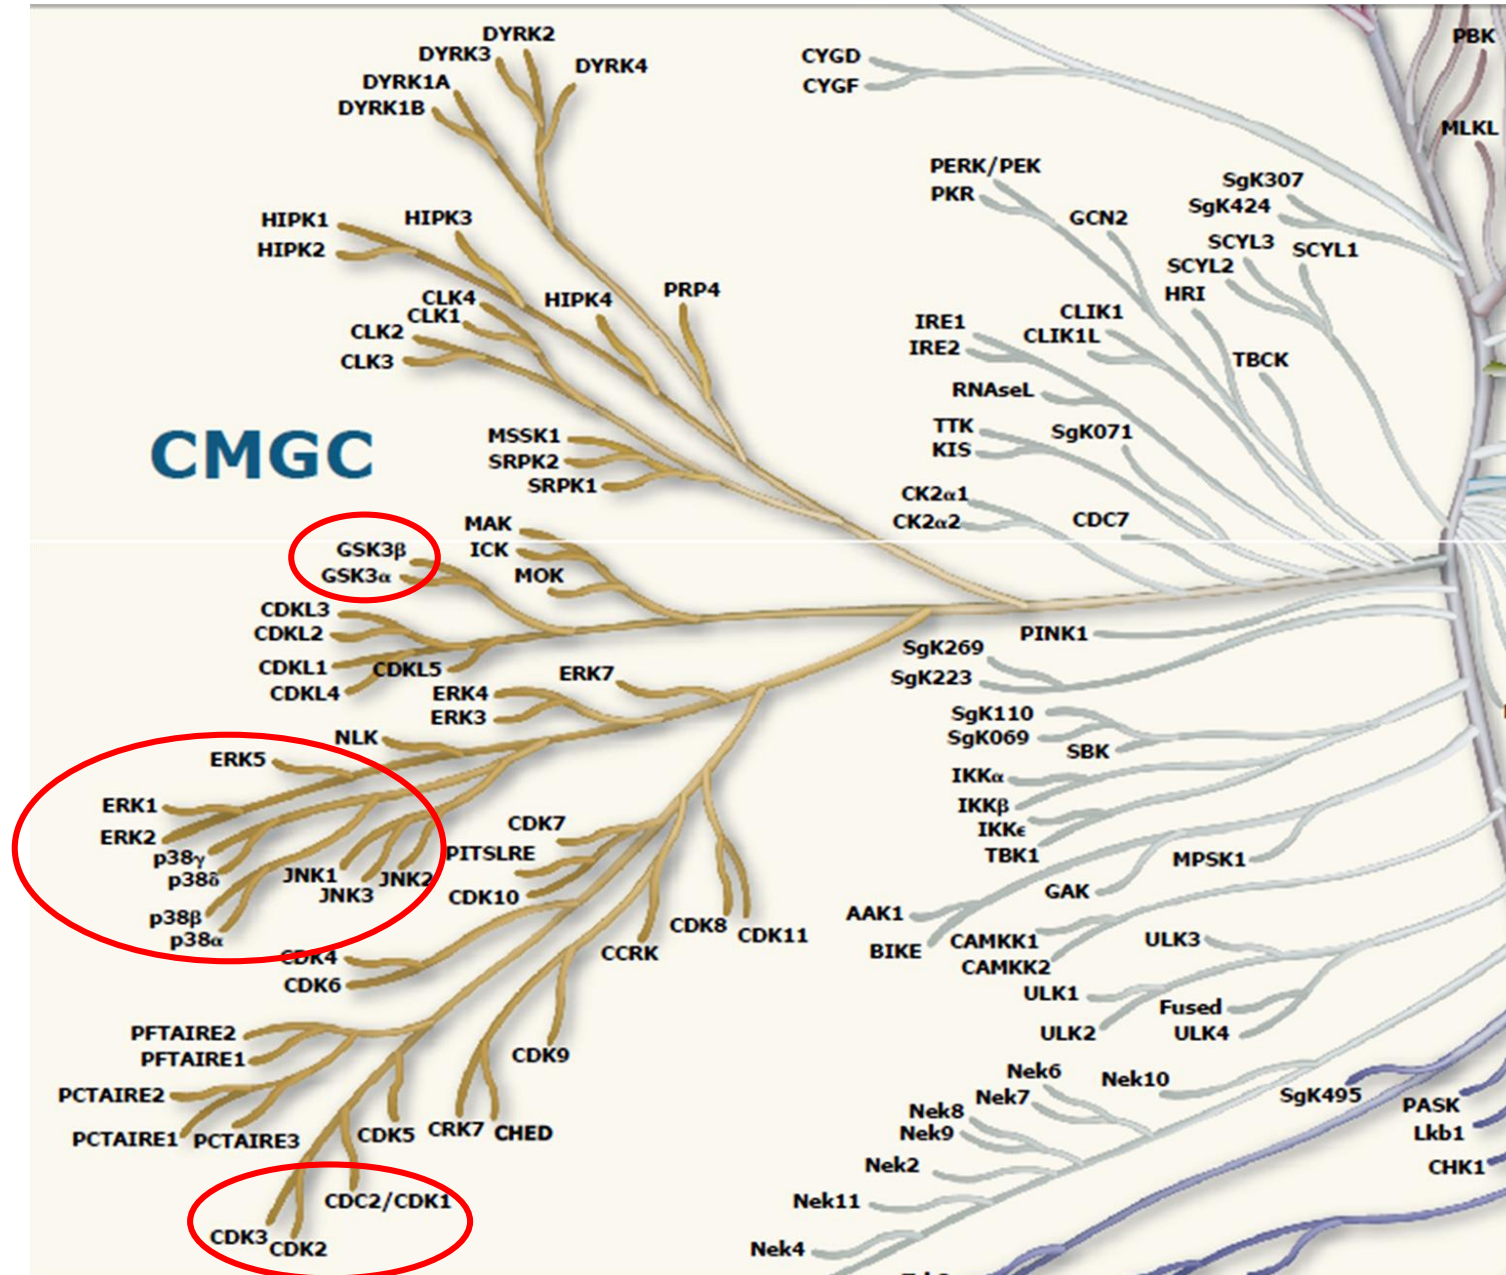 DYRK2
DYRK3
DYRK4
DYRK1A
DYRK1B
CYGD
CYGF
PBK
MLKL
PERK/PEK
PKR
GCN2
SgK307
SgK424
SCYL3
SCYL1
SCYL2
HRI
HIPK1
HIPK3
HIPK2
CLK4
HIPK4
PRP4
CLK1
CLK2
CLK3
IRE1
IRE2
CLIK1
CLIK1L
TBCK
RNAseL
TTK
SgK071
KIS
MSSK1
SRPK2
SRPK1
CMGC
CK2α1
CK2α2
CDC7
MAK
GSK3β
ICK
GSK3α
MOK
CDKL3
CDKL2
CDKL1
CDKL5
CDKL4
PINK1
SgK269
SgK223
ERK7
ERK4
ERK3
NLK
ERK5
SgK110
SgK069
SBK
IKKα
IKKβ
IKKϵ
TBK1
MPSK1
GAK
ERK1
ERK2
p38γ
p38δ
JNK1
JNK2
JNK3
p38β
p38α
CDK7
PITSLRE
CDK10
CDK8
CDK11
CCRK
AAK1
BIKE
CAMKK1
CAMKK2
ULK3
CDK4
CDK6
ULK1
Fused
ULK2
ULK4
PFTAIRE2
PFTAIRE1
CDK9
PCTAIRE2
PCTAIRE1
PCTAIRE3
CDK5
CRK7
CHED
Nek6
Nek10
Nek7
SgK495
PASK
Nek8
Nek9
Lkb1
Nek2
CHK1
CDC2/CDK1
Nek11
CDK3
CDK2
Nek4